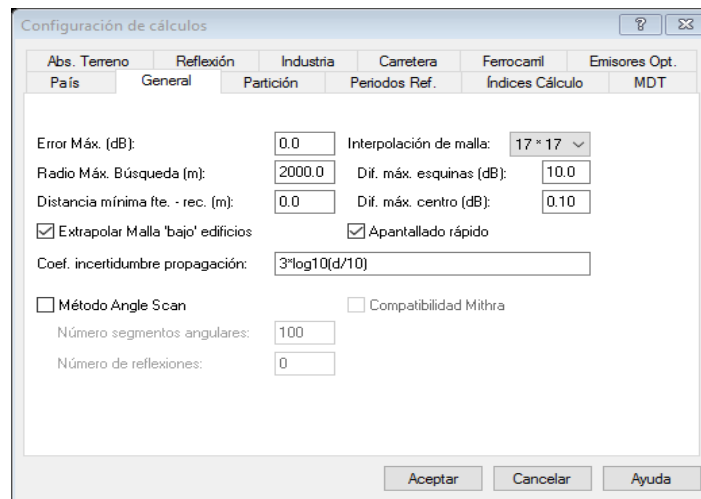 Configuración de cálculos
Abs. Terreno Reflexión Industria Carretera Ferrocarril Emisores Opt.
País General Partición Periodos Ref. Índices Cálculo MDT
Error Máx. (dB): 0.0 Interpolación de malla: 17 * 17
Radio Máx. Búsqueda (m): 2000.0 Dif. máx. esquinas (dB): 10.0
Distancia mínima fte. - rec. (m): 0.0 Dif. máx. centro (dB): 0.10
Extrapolar Malla 'bajo' edificios Apantallado rápido
Coef. incertidumbre propagación: 3*log10(d/10)
Método Angle Scan Compatibilidad Mithra
Número segmentos angulares: 100
Número de reflexiones: 0
Aceptar Cancelar Ayuda